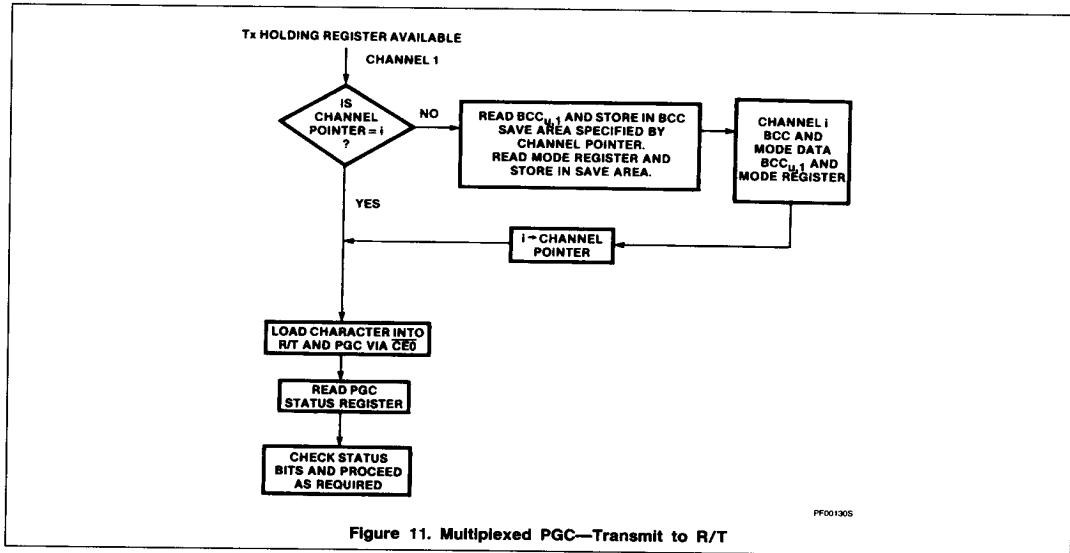 Tx HOLDING REGISTER AVAILABLE
CHANNEL 1
IS
CHANNEL
POINTER = i
?
NO
READ BCCu,1 AND STORE IN BCC
SAVE AREA SPECIFIED BY
CHANNEL POINTER.
READ MODE REGISTER AND
STORE IN SAVE AREA.
CHANNEL i
BCC AND
MODE DATA
BCCu,1 AND
MODE REGISTER
YES
i→CHANNEL
POINTER
LOAD CHARACTER INTO
R/T AND PGC VIA C̅E̅0̅
READ PGC
STATUS REGISTER
CHECK STATUS
BITS AND PROCEED
AS REQUIRED
PF00130S
Figure 11. Multiplexed PGC—Transmit to R/T